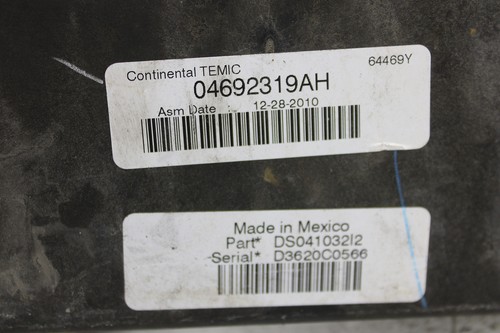 Continental TEMIC
64469Y
04692319AH
Asm Date : 12-28-2010
Made in Mexico
Part* DS041032I2
Serial* D3620C0566